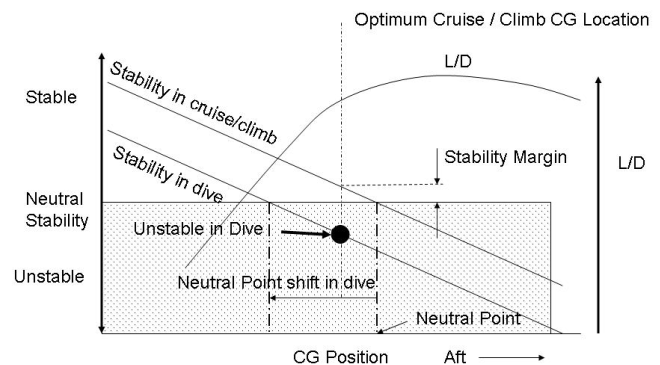 Optimum Cruise / Climb CG Location
L/D
Stability in cruise/climb
Stable
Stability in dive
Stability Margin
L/D
Neutral
Stability
Unstable in Dive
Unstable
Neutral Point shift in dive
Neutral Point
CG Position
Aft